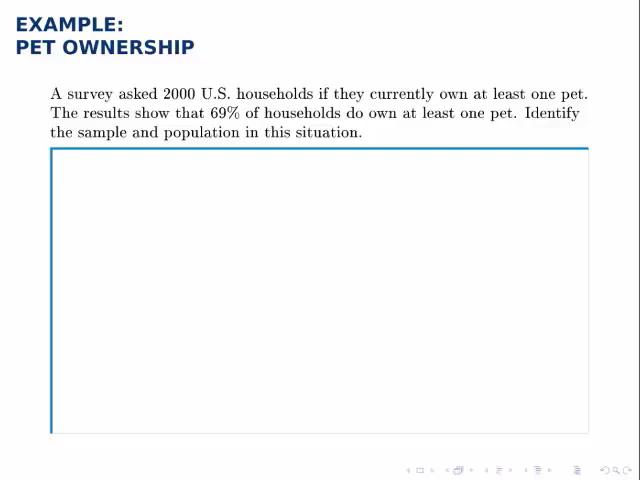 EXAMPLE:
PET OWNERSHIP
A survey asked 2000 U.S. households if they currently own at least one pet.
The results show that 69% of households do own at least one pet. Identify
the sample and population in this situation.